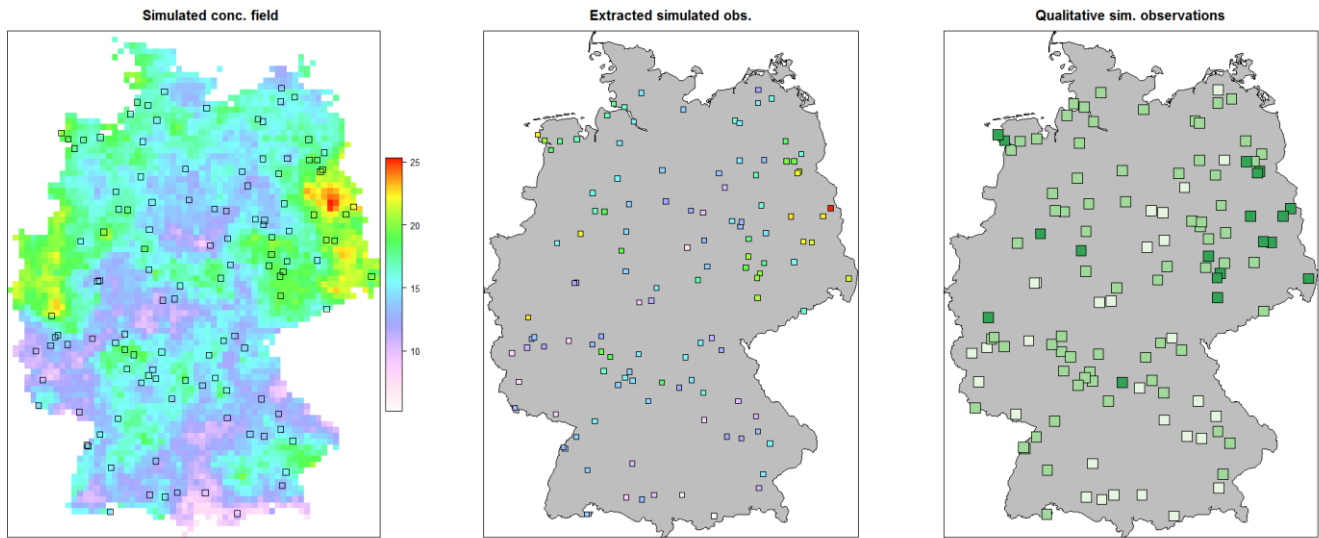 Simulated conc. field
Extracted simulated obs.
Qualitative sim. observations
25
20
15
10